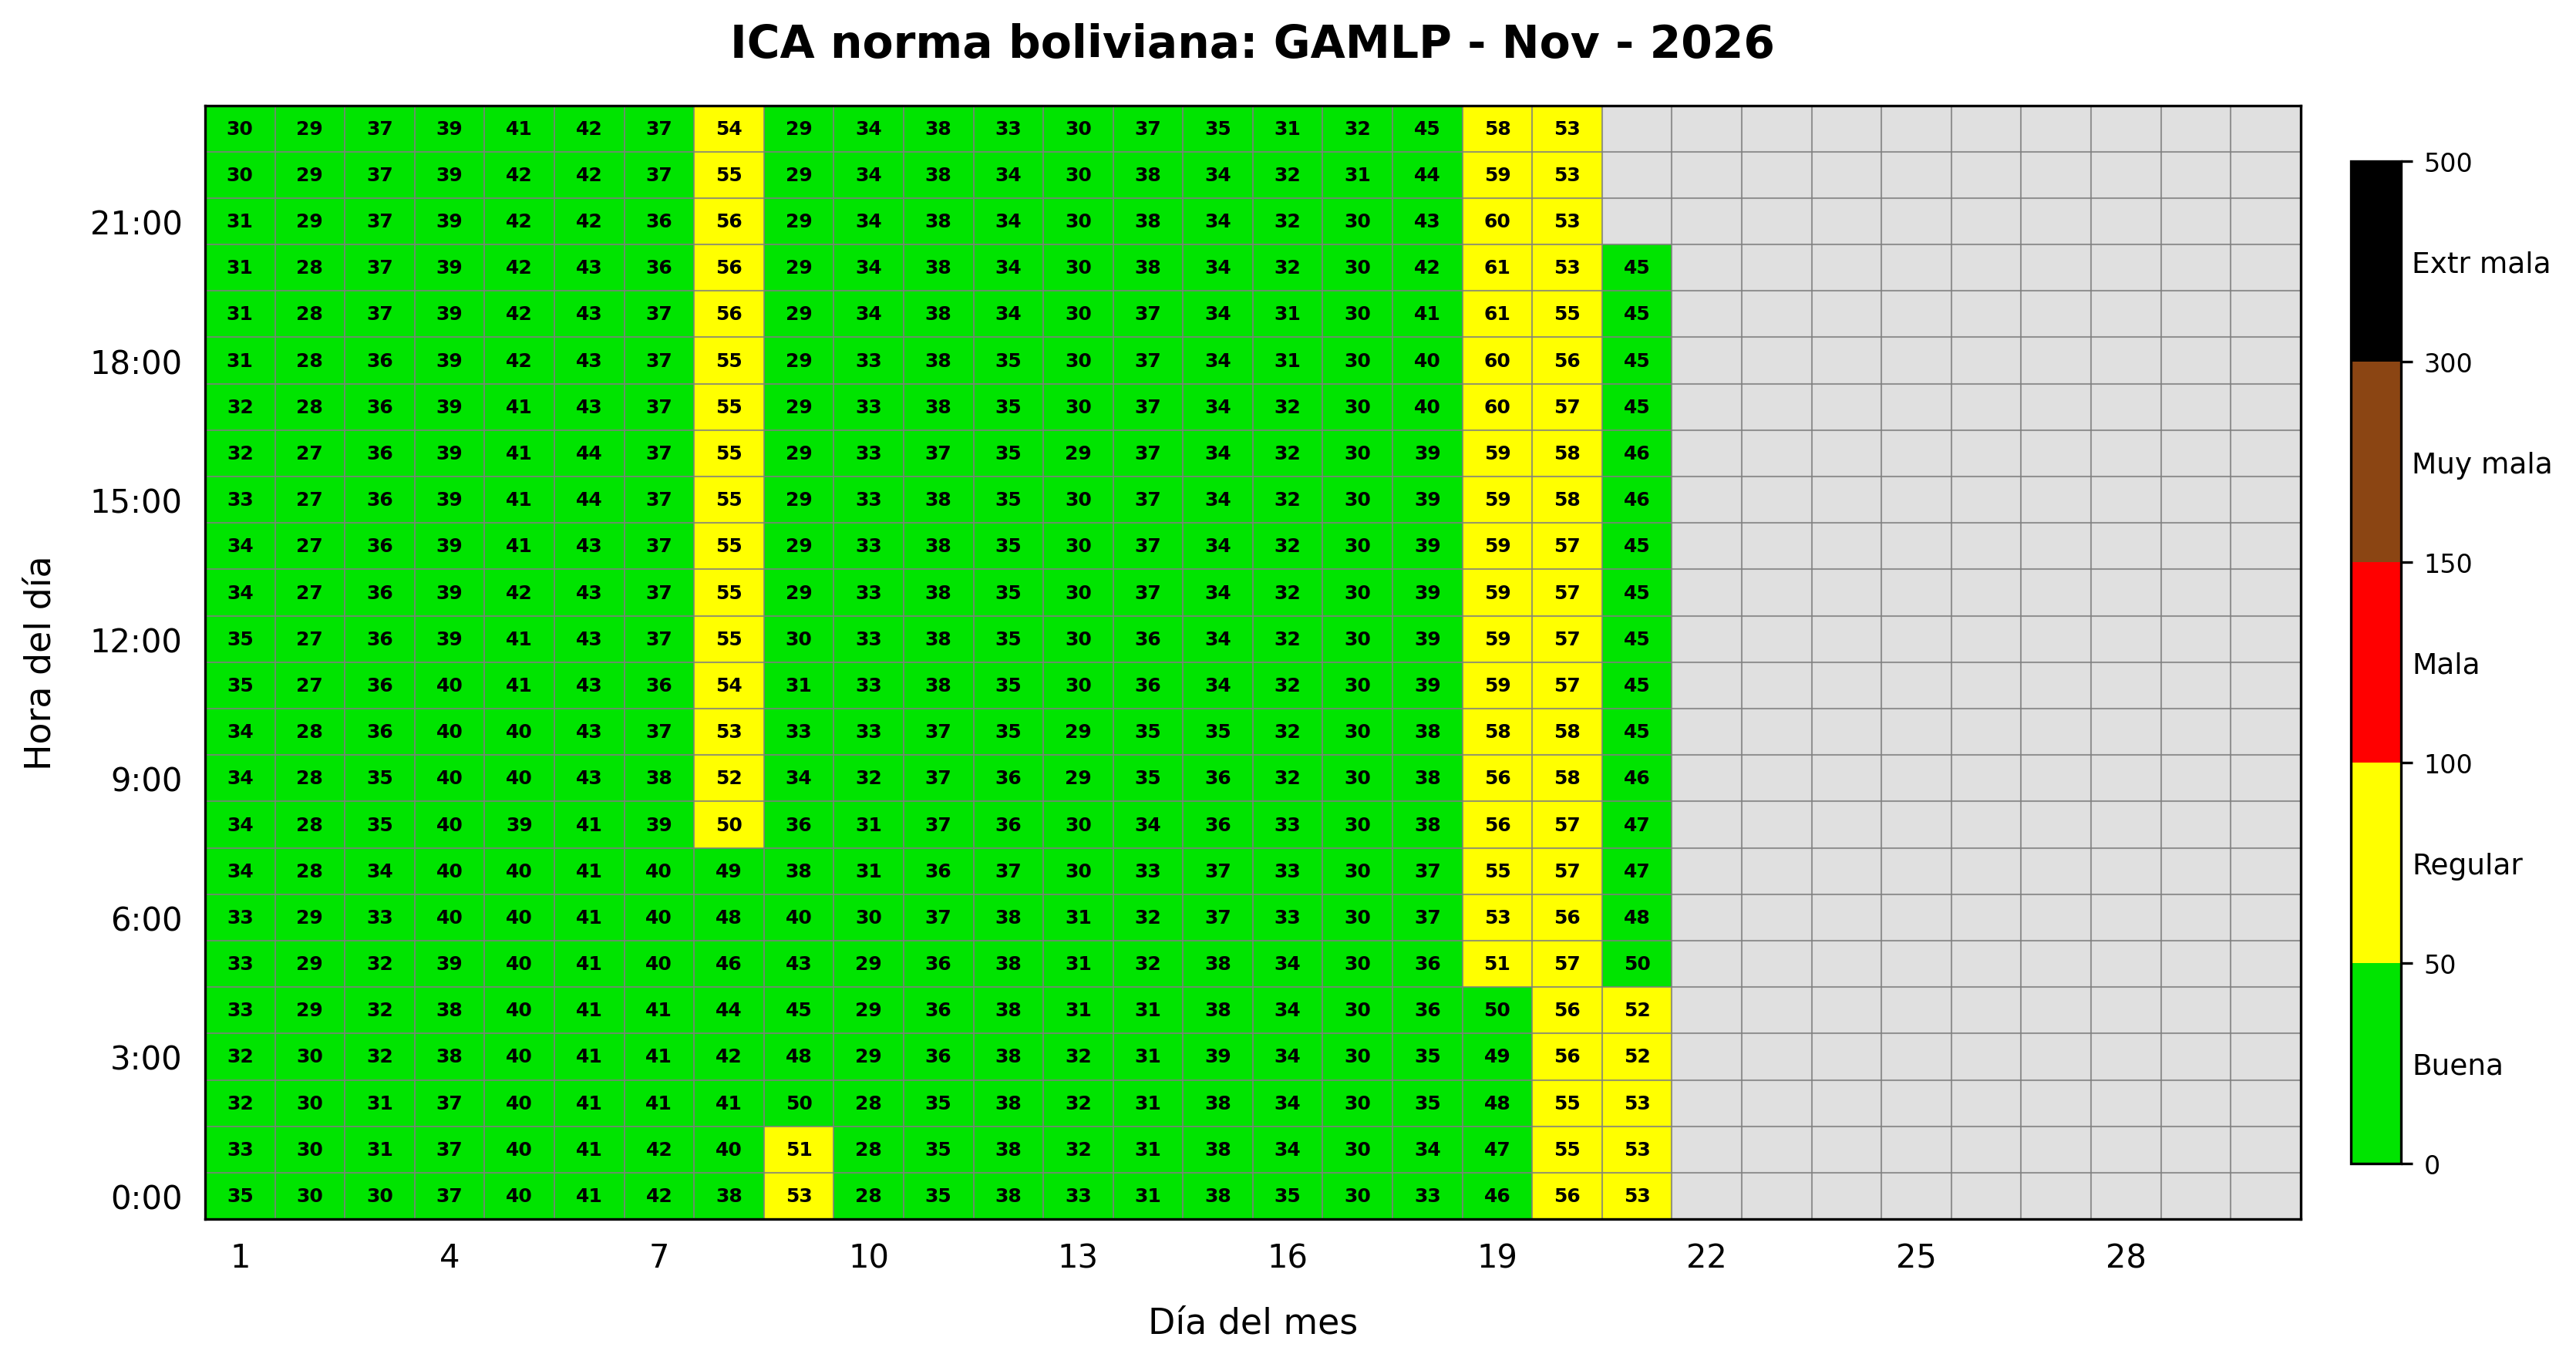 ICA norma boliviana: GAMLP - Nov - 2026
30 29 37 39 41 42 37 54 29 34 38 33 30 37 35 31 32 45 58 53
30 29 37 39 42 42 37 55 29 34 38 34 30 38 34 32 31 44 59 53
21:00 31 29 37 39 42 42 36 56 29 34 38 34 30 38 34 32 30 43 60 53
31 28 37 39 42 43 36 56 29 34 38 34 30 38 34 32 30 42 61 53 45
31 28 37 39 42 43 37 56 29 34 38 34 30 37 34 31 30 41 61 55 45
18:00 31 28 36 39 42 43 37 55 29 33 38 35 30 37 34 31 30 40 60 56 45
32 28 36 39 41 43 37 55 29 33 38 35 30 37 34 32 30 40 60 57 45
32 27 36 39 41 44 37 55 29 33 37 35 29 37 34 32 30 39 59 58 46
15:00 33 27 36 39 41 44 37 55 29 33 38 35 30 37 34 32 30 39 59 58 46
34 27 36 39 41 43 37 55 29 33 38 35 30 37 34 32 30 39 59 57 45
34 27 36 39 42 43 37 55 29 33 38 35 30 37 34 32 30 39 59 57 45
12:00 35 27 36 39 41 43 37 55 30 33 38 35 30 36 34 32 30 39 59 57 45
35 27 36 40 41 43 36 54 31 33 38 35 30 36 34 32 30 39 59 57 45
34 28 36 40 40 43 37 53 33 33 37 35 29 35 35 32 30 38 58 58 45
9:00 34 28 35 40 40 43 38 52 34 32 37 36 29 35 36 32 30 38 56 58 46
34 28 35 40 39 41 39 50 36 31 37 36 30 34 36 33 30 38 56 57 47
34 28 34 40 40 41 40 49 38 31 36 37 30 33 37 33 30 37 55 57 47
6:00 33 29 33 40 40 41 40 48 40 30 37 38 31 32 37 33 30 37 53 56 48
33 29 32 39 40 41 40 46 43 29 36 38 31 32 38 34 30 36 51 57 50
33 29 32 38 40 41 41 44 45 29 36 38 31 31 38 34 30 36 50 56 52
3:00 32 30 32 38 40 41 41 42 48 29 36 38 32 31 39 34 30 35 49 56 52
32 30 31 37 40 41 41 41 50 28 35 38 32 31 38 34 30 35 48 55 53
33 30 31 37 40 41 42 40 51 28 35 38 32 31 38 34 30 34 47 55 53
0:00 35 30 30 37 40 41 42 38 53 28 35 38 33 31 38 35 30 33 46 56 53
1 4 7 10 13 16 19 22 25 28
Día del mes
Hora del día
500
Extr mala
300
Muy mala
150
Mala
100
Regular
50
Buena
0